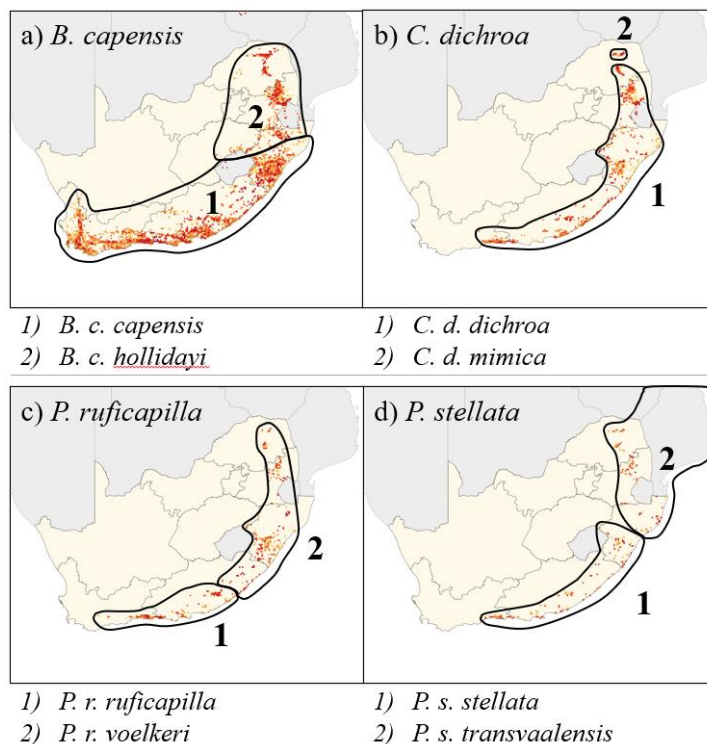 a) B. capensis
2
1
1) B. c. capensis
2) B. c. hollidayi
b) C. dichroa
2
1
1) C. d. dichroa
2) C. d. mimica
c) P. ruficapilla
2
1
1) P. r. ruficapilla
2) P. r. voelkeri
d) P. stellata
2
1
1) P. s. stellata
2) P. s. transvaalensis